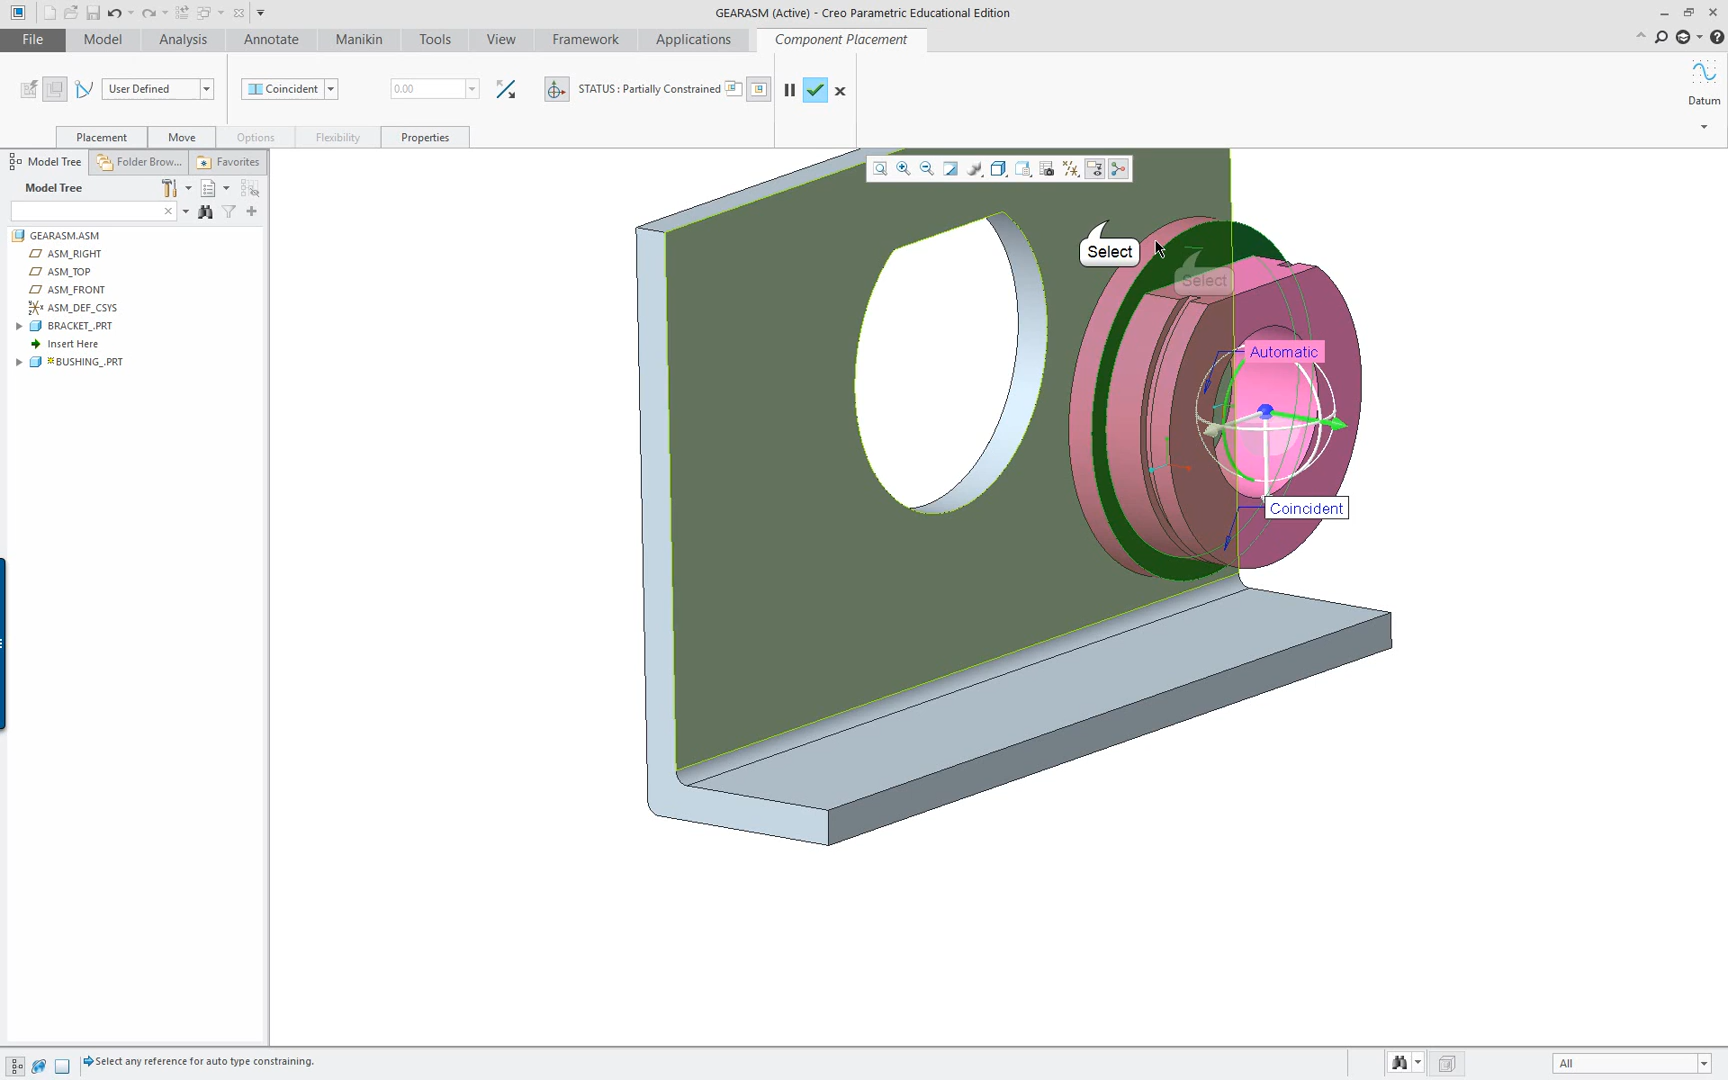 GEARASM (Active) - Creo Parametric Educational Edition
File Model Analysis Annotate Manikin Tools View Framework Applications Component Placement
User Defined Coincident 0.00 STATUS : Partially Constrained
Datum
Placement Move Options Flexibility Properties
Model Tree Folder Brow... Favorites
Model Tree
GEARASM.ASM
ASM_RIGHT
ASM_TOP
ASM_FRONT
ASM_DEF_CSYS
BRACKET_.PRT
Insert Here
BUSHING_.PRT
Select
Select
Automatic
Coincident
Select any reference for auto type constraining.
All